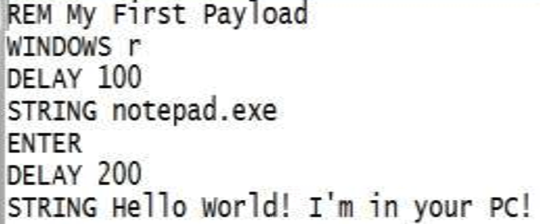 REM My First Payload
WINDOWS r
DELAY 100
STRING notepad.exe
ENTER
DELAY 200
STRING Hello World! I'm in your PC!